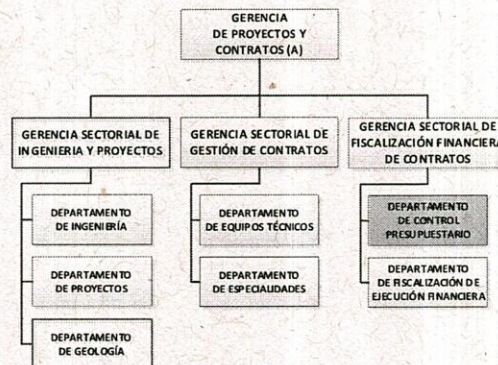 GERENCIA
DE PROYECTOS Y
CONTRATOS (A)
GERENCIA SECTORIAL DE
INGENIERIA Y PROYECTOS
GERENCIA SECTORIAL DE
GESTIÓN DE CONTRATOS
GERENCIA SECTORIAL DE
FISCALIZACIÓN FINANCIERA
DE CONTRATOS
DEPARTAMENTO
DE INGENIERÍA
DEPARTAMENTO
DE EQUIPOS TÉCNICOS
DEPARTAMENTO
DE CONTROL
PRESUPUESTARIO
DEPARTAMENTO
DE PROYECTOS
DEPARTAMENTO
DE ESPECIALIDADES
DEPARTAMENTO
DE FISCALIZACIÓN DE
EJECUCIÓN FINANCIERA
DEPARTAMENTO
DE GEOLOGÍA